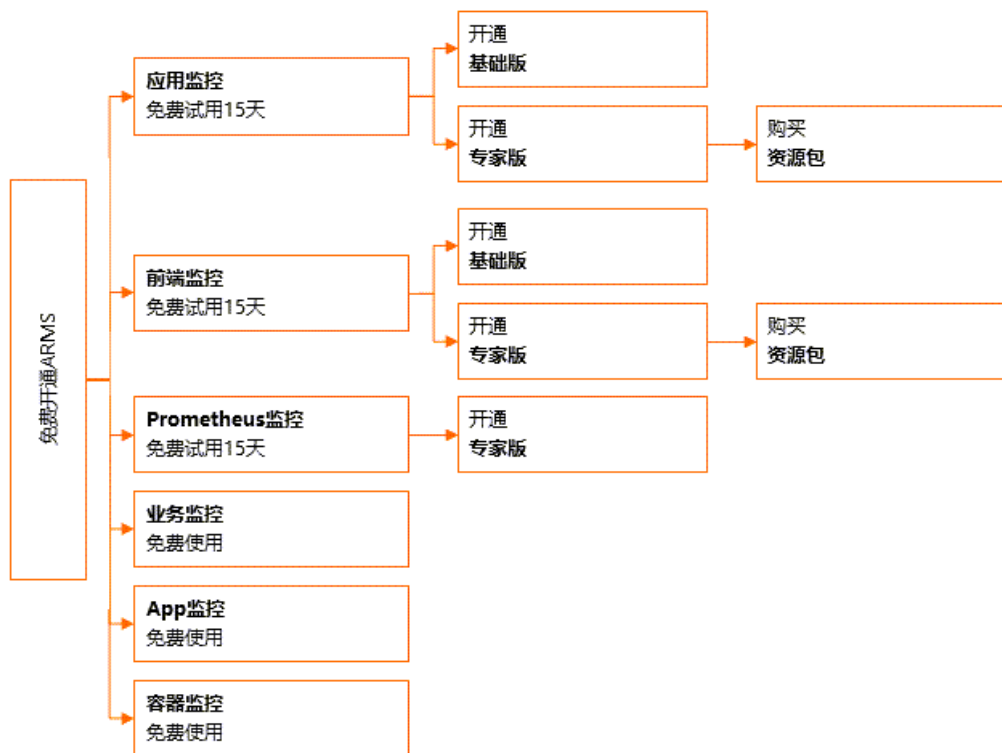 免费开通ARMS
应用监控
免费试用15天
开通
基础版
开通
专家版
购买
资源包
前端监控
免费试用15天
开通
基础版
开通
专家版
购买
资源包
Prometheus监控
免费试用15天
开通
专家版
业务监控
免费使用
App监控
免费使用
容器监控
免费使用